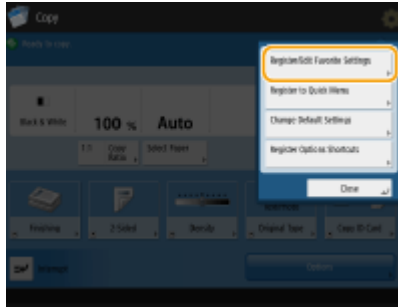 Copy
Ready to copy.
Register/Edit Favorite Settings
Register to Quick Menu
Black & White
100 %
Auto
Change Default Settings
1:1
Copy Ratio
Select Paper
Register Options Shortcuts
Close
Finishing
2-Sided
Density
Original Type
Copy ID Card
Interrupt
Options